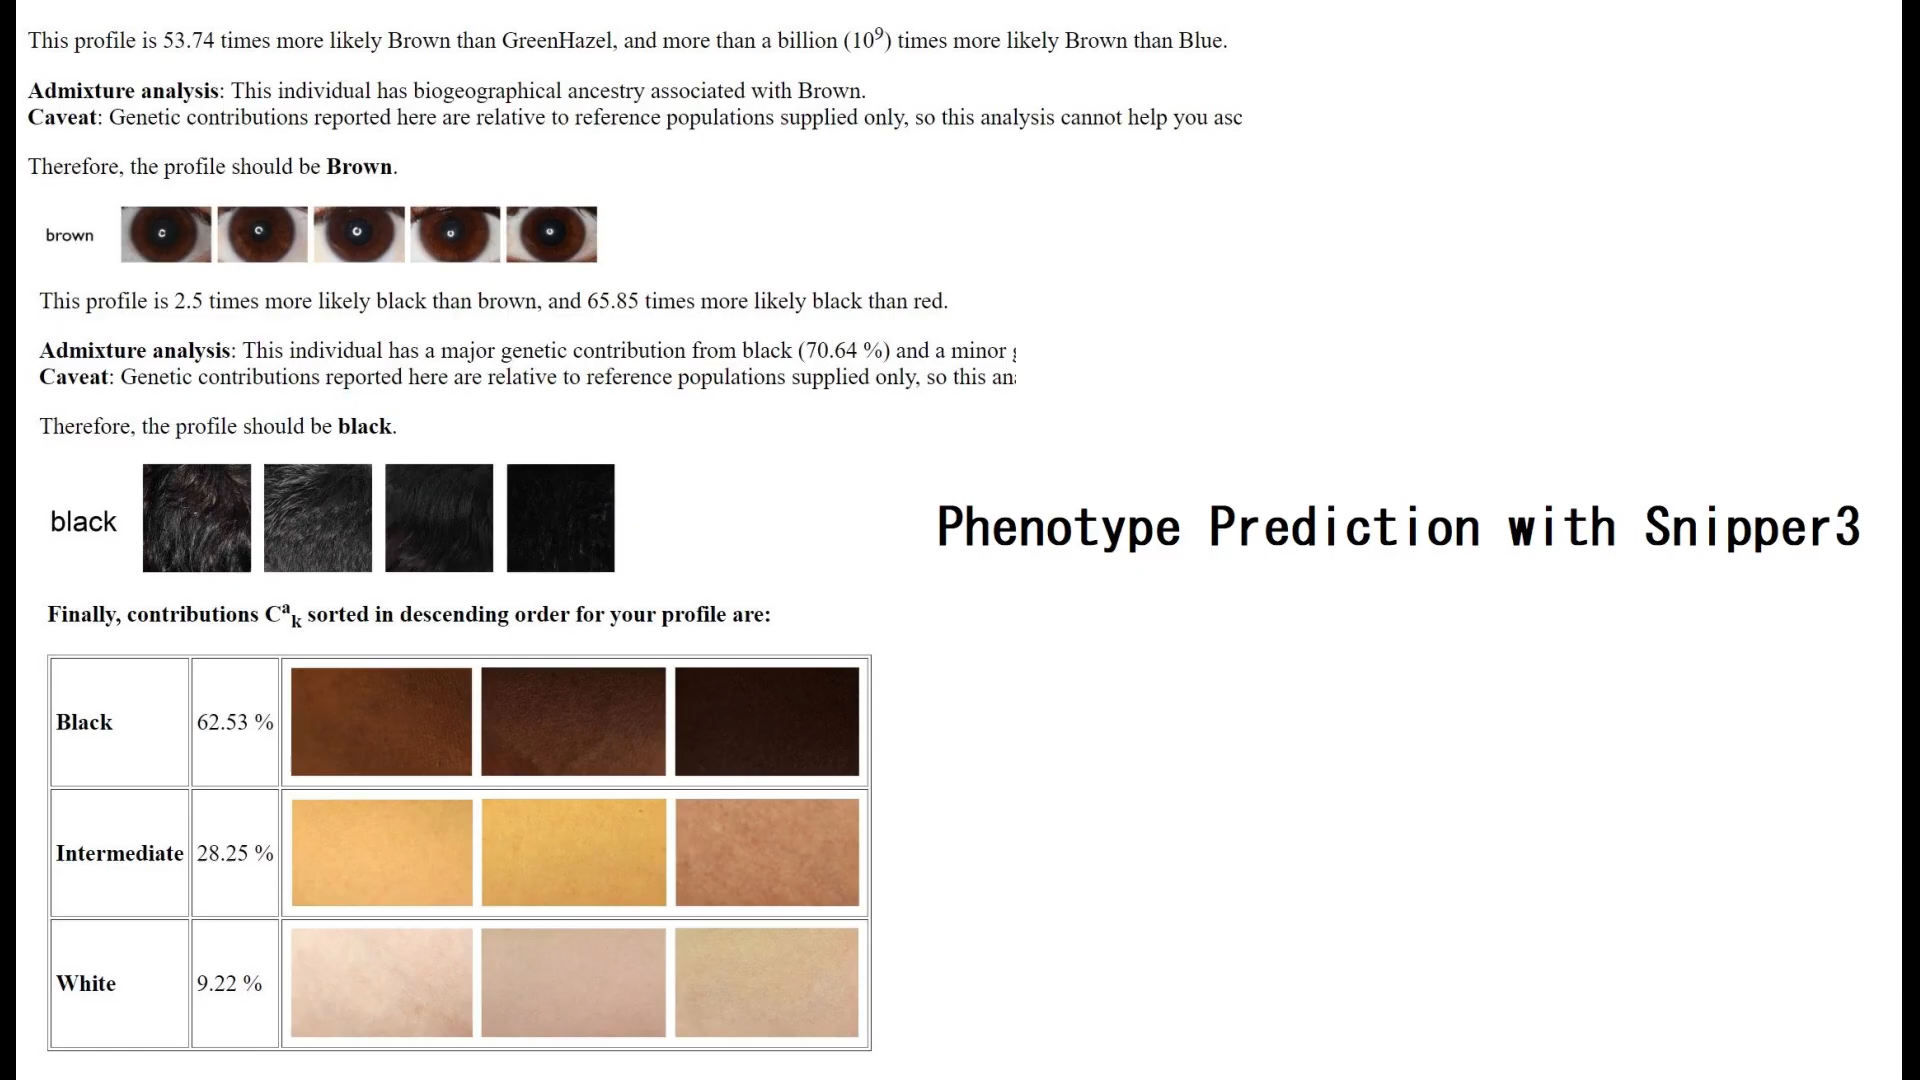 This profile is 53.74 times more likely Brown than GreenHazel, and more than a billion (10⁹) times more likely Brown than Blue.
Admixture analysis: This individual has biogeographical ancestry associated with Brown.
Caveat: Genetic contributions reported here are relative to reference populations supplied only, so this analysis cannot help you asc
Therefore, the profile should be Brown.
brown
This profile is 2.5 times more likely black than brown, and 65.85 times more likely black than red.
Admixture analysis: This individual has a major genetic contribution from black (70.64 %) and a minor
Caveat: Genetic contributions reported here are relative to reference populations supplied only, so this
Therefore, the profile should be black.
black
Phenotype Prediction with Snipper3
Finally, contributions Cᵃₖ sorted in descending order for your profile are:
Black 62.53 %
Intermediate 28.25 %
White 9.22 %